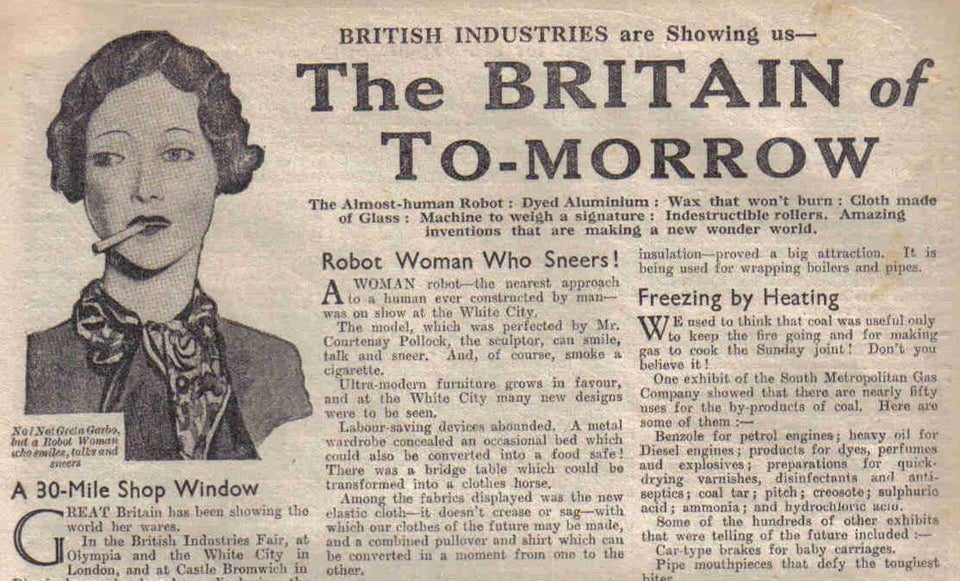 BRITISH INDUSTRIES are Showing us—
The BRITAIN of
TO-MORROW
The Almost-human Robot : Dyed Aluminium : Wax that won't burn : Cloth made
of Glass : Machine to weigh a signature : Indestructible rollers. Amazing
inventions that are making a new wonder world.
No! Not Greta Garbo,
but a Robot Woman
who smiles, talks and
sneers
A 30-Mile Shop Window
GREAT Britain has been showing the
world her wares.
In the British Industries Fair, at
Olympia and the White City in
London, and at Castle Bromwich in
Robot Woman Who Sneers!
A WOMAN robot—the nearest approach
to a human ever constructed by man—
was on show at the White City.
The model, which was perfected by Mr.
Courtenay Pollock, the sculptor, can smile,
talk and sneer. And, of course, smoke a
cigarette.
Ultra-modern furniture grows in favour,
and at the White City many new designs
were to be seen.
Labour-saving devices abounded. A metal
wardrobe concealed an occasional bed which
could also be converted into a food safe!
There was a bridge table which could be
transformed into a clothes horse.
Among the fabrics displayed was the new
elastic cloth—it doesn't crease or sag—with
which our clothes of the future may be made,
and a combined pullover and shirt which can
be converted in a moment from one to the
other.
insulation—proved a big attraction. It is
being used for wrapping boilers and pipes.
Freezing by Heating
WE used to think that coal was useful only
to keep the fire going and for making
gas to cook the Sunday joint! Don't you
believe it!
One exhibit of the South Metropolitan Gas
Company showed that there are nearly fifty
uses for the by-products of coal. Here are
some of them :—
Benzole for petrol engines; heavy oil for
Diesel engines; products for dyes, perfumes
and explosives; preparations for quick-
drying varnishes, disinfectants and anti-
septics; coal tar; pitch; creosote; sulphuric
acid; ammonia; and hydrochloric acid.
Some of the hundreds of other exhibits
that were telling of the future included :—
Car-type brakes for baby carriages.
Pipe mouthpieces that defy the toughest
biter.